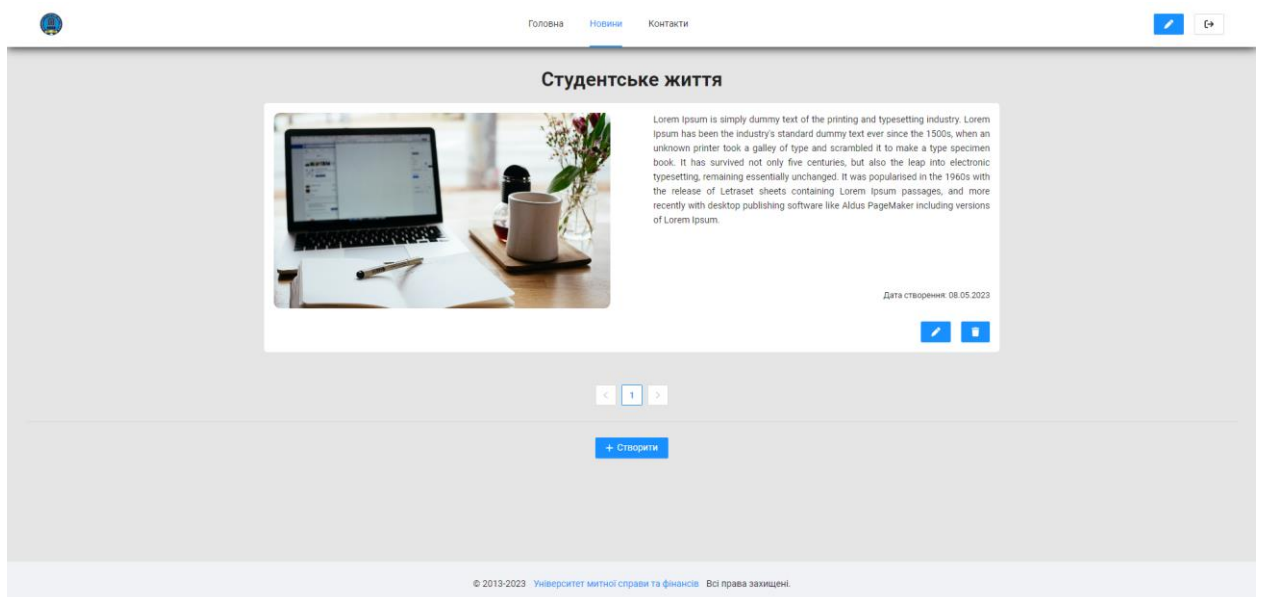 Головна Новини Контакти
Студентське життя
Lorem Ipsum is simply dummy text of the printing and typesetting industry. Lorem
Ipsum has been the industry's standard dummy text ever since the 1500s, when an
unknown printer took a galley of type and scrambled it to make a type specimen
book. It has survived not only five centuries, but also the leap into electronic
typesetting, remaining essentially unchanged. It was popularised in the 1960s with
the release of Letraset sheets containing Lorem Ipsum passages, and more
recently with desktop publishing software like Aldus PageMaker including versions
of Lorem Ipsum.
Дата створення: 08.05.2023
< 1 >
+ Створити
© 2013-2023 Університет митної справи та фінансів Всі права захищені.